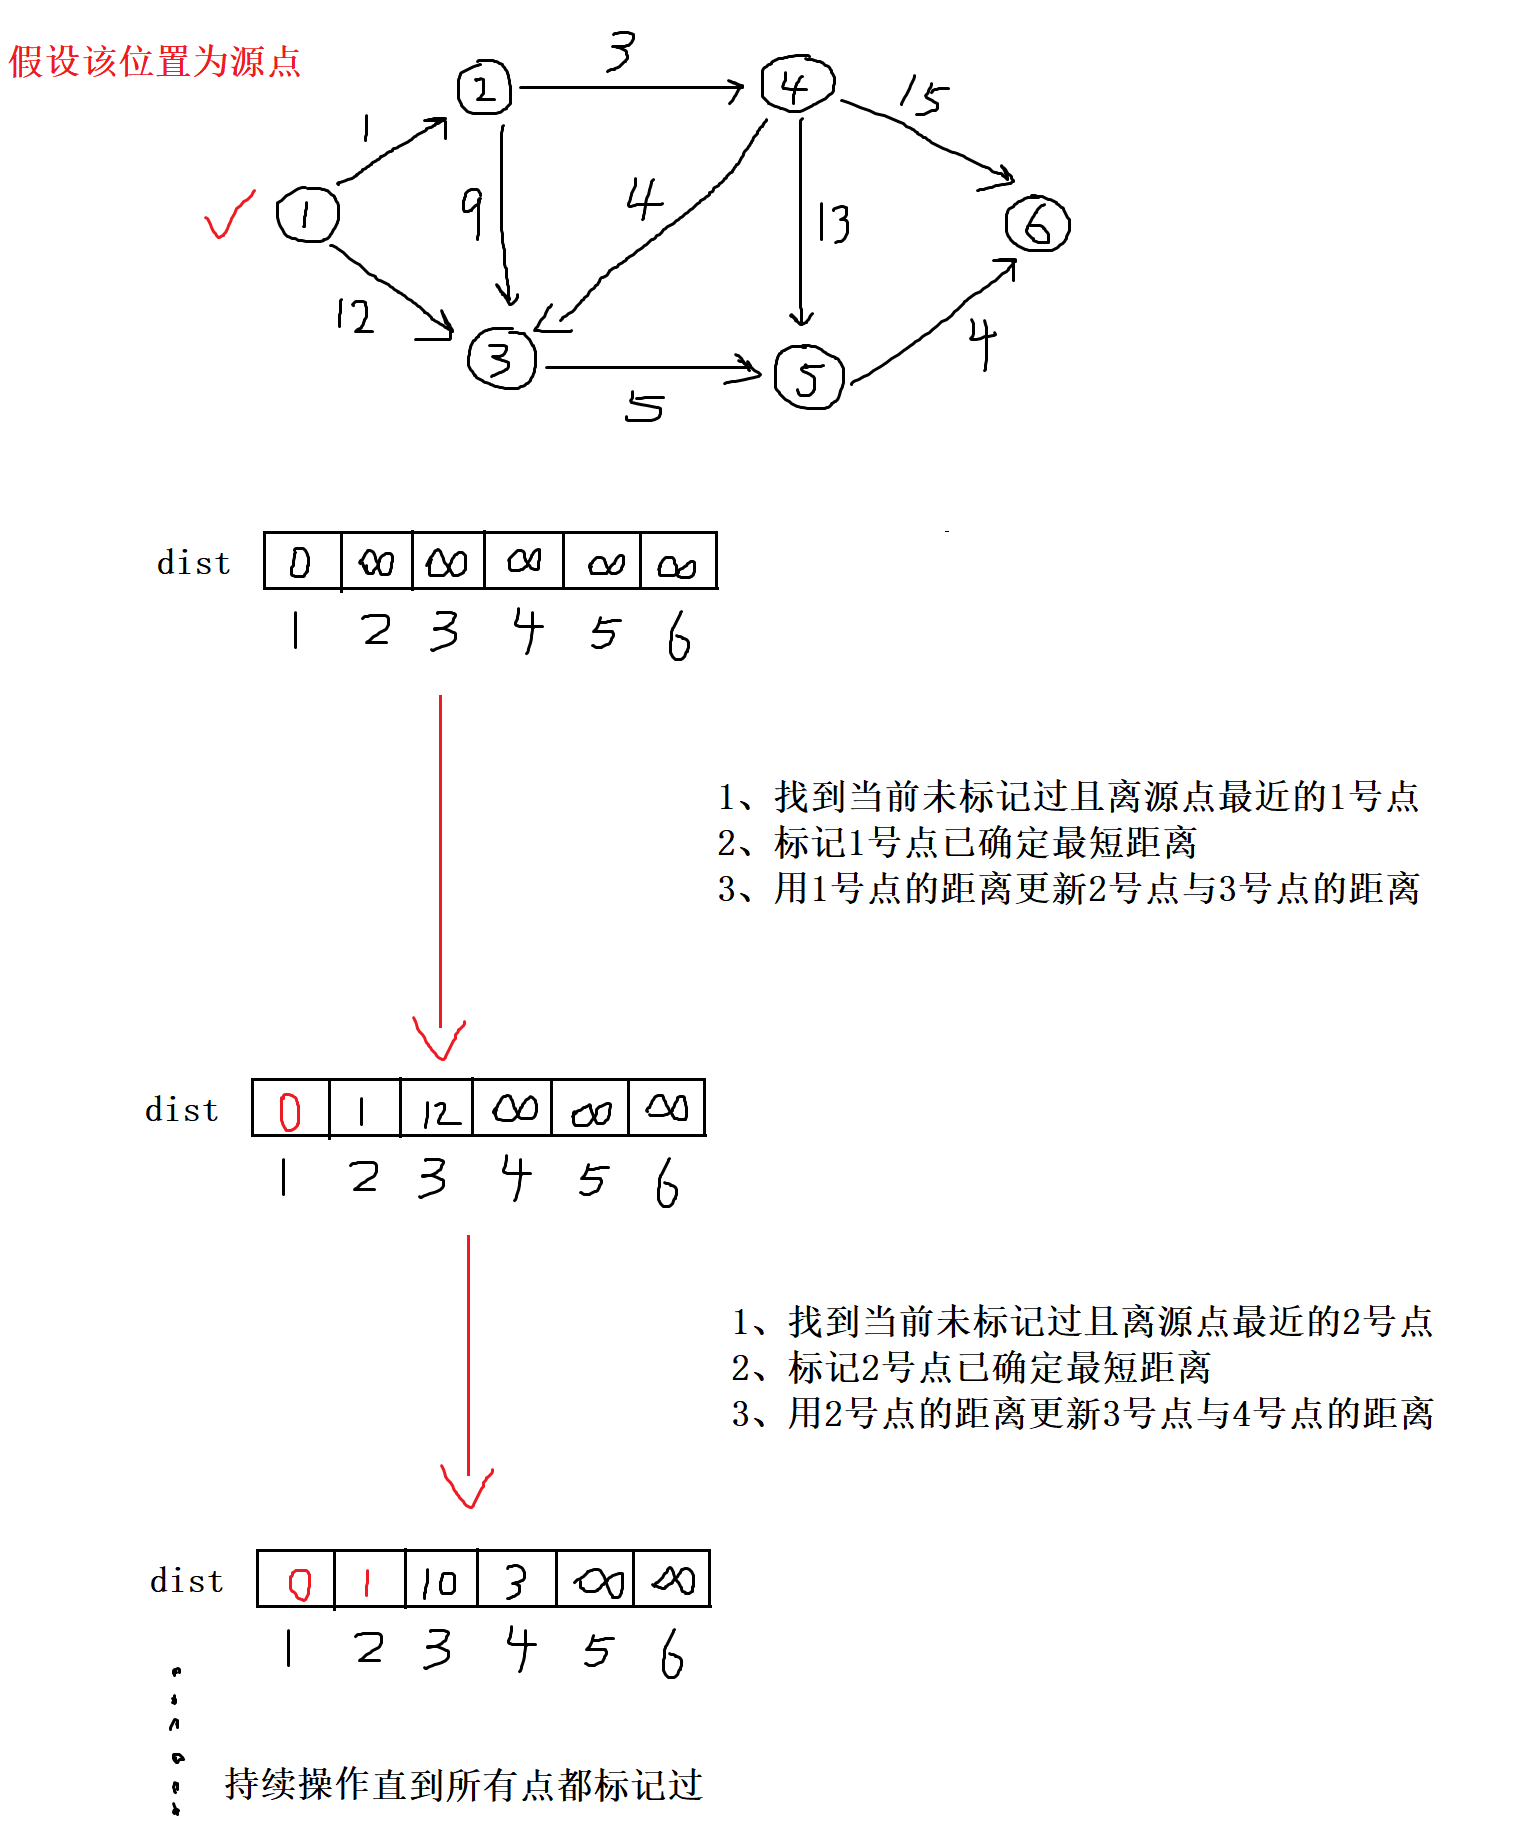 假设该位置为源点
3
2
4
15
1
1
9
4
13
6
12
3
5
5
4
dist 0 ∞ ∞ ∞ ∞ ∞
1 2 3 4 5 6
1、找到当前未标记过且离源点最近的1号点
2、标记1号点已确定最短距离
3、用1号点的距离更新2号点与3号点的距离
dist 0 1 12 ∞ ∞ ∞
1 2 3 4 5 6
1、找到当前未标记过且离源点最近的2号点
2、标记2号点已确定最短距离
3、用2号点的距离更新3号点与4号点的距离
dist 0 1 10 3 ∞ ∞
1 2 3 4 5 6
持续操作直到所有点都标记过